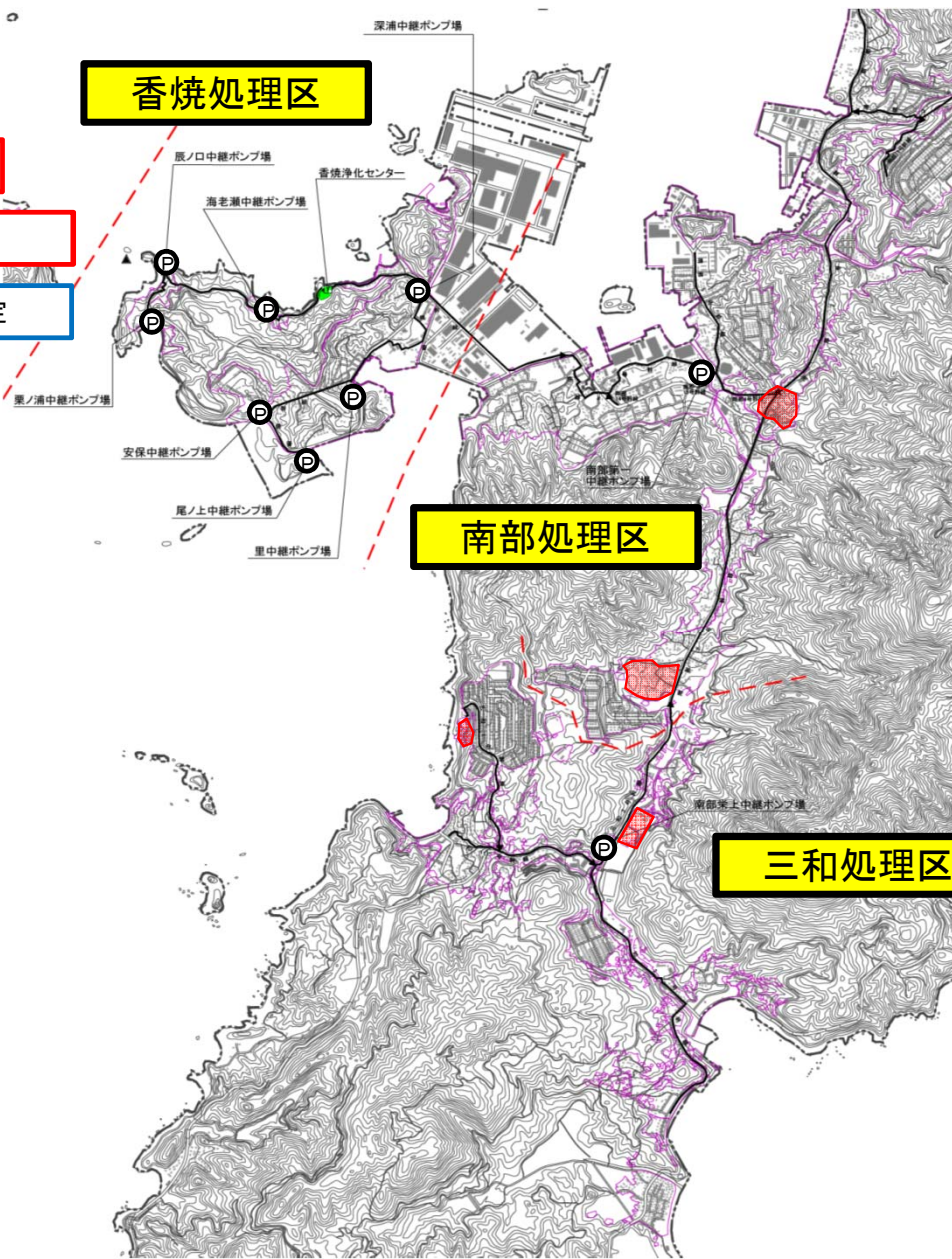 深浦中継ポンプ場
香焼処理区
辰ノ口中継ポンプ場
香焼浄化センター
海老瀬中継ポンプ場
定
P
P
P
P
栗ノ浦中継ポンプ場
P
P
P
安保中継ポンプ場
P
南部第一
中継ポンプ場
尾ノ上中継ポンプ場
里中継ポンプ場
南部処理区
南部栄上中継ポンプ場
P
三和処理区